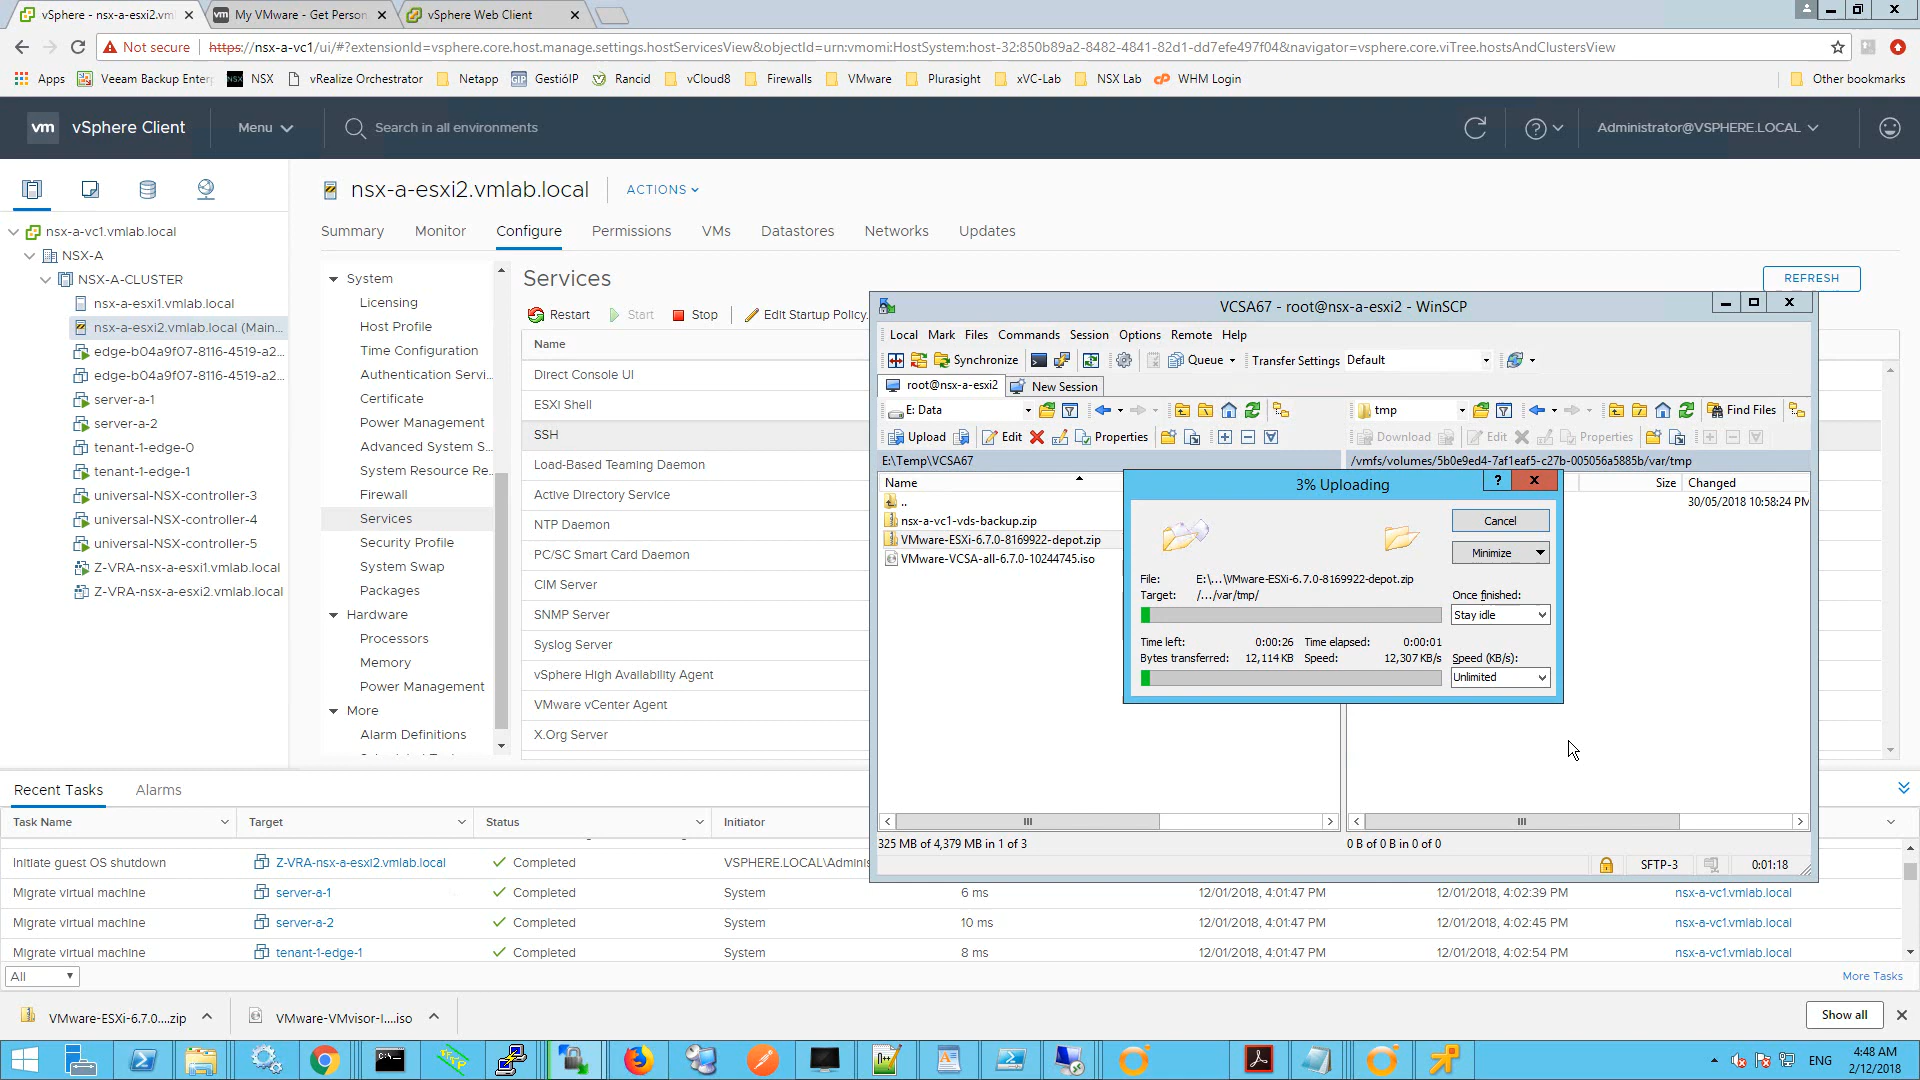 vSphere - nsx-a-esxi2.vml
My VMware - Get Person
vSphere Web Client
Not secure
https://nsx-a-vc1/ui/#?extensionId=vsphere.core.host.manage.settings.hostServicesView&objectId=urn:vmomi:HostSystem:host-32:850b89a2-8482-4841-82d1-dd7efe497f04&navigator=vsphere.core.viTree.hostsAndClustersView
Apps
Veeam Backup Enter
NSX
vRealize Orchestrator
Netapp
GIP
GestióIP
Rancid
vCloud8
Firewalls
VMware
Plurasight
xVC-Lab
NSX Lab
WHM Login
Other bookmarks
vm
vSphere Client
Menu
Search in all environments
Administrator@VSPHERE.LOCAL
nsx-a-esxi2.vmlab.local
ACTIONS
Summary
Monitor
Configure
Permissions
VMs
Datastores
Networks
Updates
nsx-a-vc1.vmlab.local
NSX-A
NSX-A-CLUSTER
nsx-a-esxi1.vmlab.local
nsx-a-esxi2.vmlab.local (Main...
edge-b04a9f07-8116-4519-a2...
edge-b04a9f07-8116-4519-a2...
server-a-1
server-a-2
tenant-1-edge-0
tenant-1-edge-1
universal-NSX-controller-3
universal-NSX-controller-4
universal-NSX-controller-5
Z-VRA-nsx-a-esxi1.vmlab.local
Z-VRA-nsx-a-esxi2.vmlab.local
System
Licensing
Host Profile
Time Configuration
Authentication Servi...
Certificate
Power Management
Advanced System S...
System Resource Re...
Firewall
Services
Security Profile
System Swap
Packages
Hardware
Processors
Memory
Power Management
More
Alarm Definitions
Services
REFRESH
Restart
Start
Stop
Edit Startup Policy.
Name
Direct Console UI
ESXi Shell
SSH
Load-Based Teaming Daemon
Active Directory Service
NTP Daemon
PC/SC Smart Card Daemon
CIM Server
SNMP Server
Syslog Server
vSphere High Availability Agent
VMware vCenter Agent
X.Org Server
VCSA67 - root@nsx-a-esxi2 - WinSCP
Local
Mark
Files
Commands
Session
Options
Remote
Help
Synchronize
Queue
Transfer Settings
Default
root@nsx-a-esxi2
New Session
E: Data
tmp
Find Files
Upload
Edit
Properties
Download
Edit
Properties
E:\Temp\VCSA67
/vmfs/volumes/5b0e9ed4-7af1eaf5-c27b-005056a5885b/var/tmp
Name
Size
Changed
..
30/05/2018 10:58:24 PM
nsx-a-vc1-vds-backup.zip
VMware-ESXi-6.7.0-8169922-depot.zip
VMware-VCSA-all-6.7.0-10244745.iso
3% Uploading
Cancel
Minimize
File:
E:\...\VMware-ESXi-6.7.0-8169922-depot.zip
Target:
/.../var/tmp/
Once finished:
Stay idle
Time left:
0:00:26
Time elapsed:
0:00:01
Bytes transferred:
12,114 KB
Speed:
12,307 KB/s
Speed (KB/s):
Unlimited
325 MB of 4,379 MB in 1 of 3
0 B of 0 B in 0 of 0
SFTP-3
0:01:18
Recent Tasks
Alarms
Task Name
Target
Status
Initiator
Initiate guest OS shutdown
Z-VRA-nsx-a-esxi2.vmlab.local
Completed
VSPHERE.LOCAL\Adminis
Migrate virtual machine
server-a-1
Completed
System
6 ms
12/01/2018, 4:01:47 PM
12/01/2018, 4:02:39 PM
nsx-a-vc1.vmlab.local
Migrate virtual machine
server-a-2
Completed
System
10 ms
12/01/2018, 4:01:47 PM
12/01/2018, 4:02:45 PM
nsx-a-vc1.vmlab.local
Migrate virtual machine
tenant-1-edge-1
Completed
System
8 ms
12/01/2018, 4:01:47 PM
12/01/2018, 4:02:54 PM
nsx-a-vc1.vmlab.local
All
More Tasks
VMware-ESXi-6.7.0....zip
VMware-VMvisor-I....iso
Show all
ENG
4:48 AM
2/12/2018